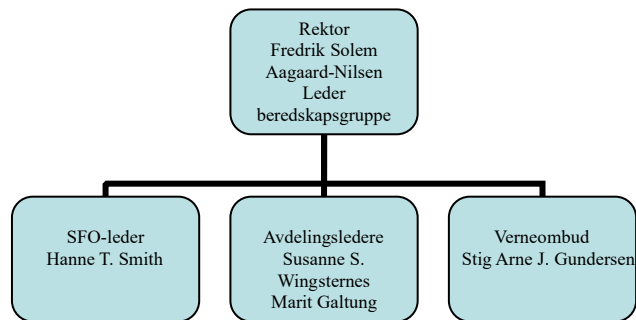 Rektor
Fredrik Solem
Aagaard-Nilsen
Leder
beredskapsgruppe
SFO-leder
Hanne T. Smith
Avdelingsledere
Susanne S.
Wingsternes
Marit Galtung
Verneombud
Stig Arne J. Gundersen